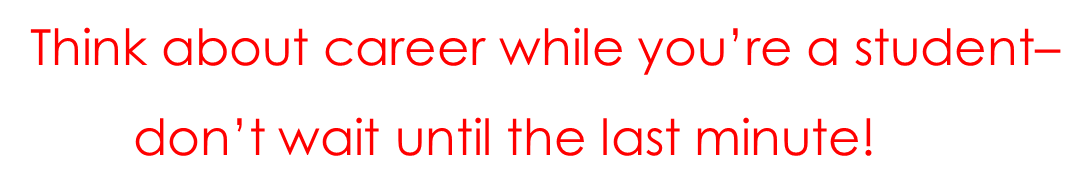 Think about career while you’re a student–
don’t wait until the last minute!